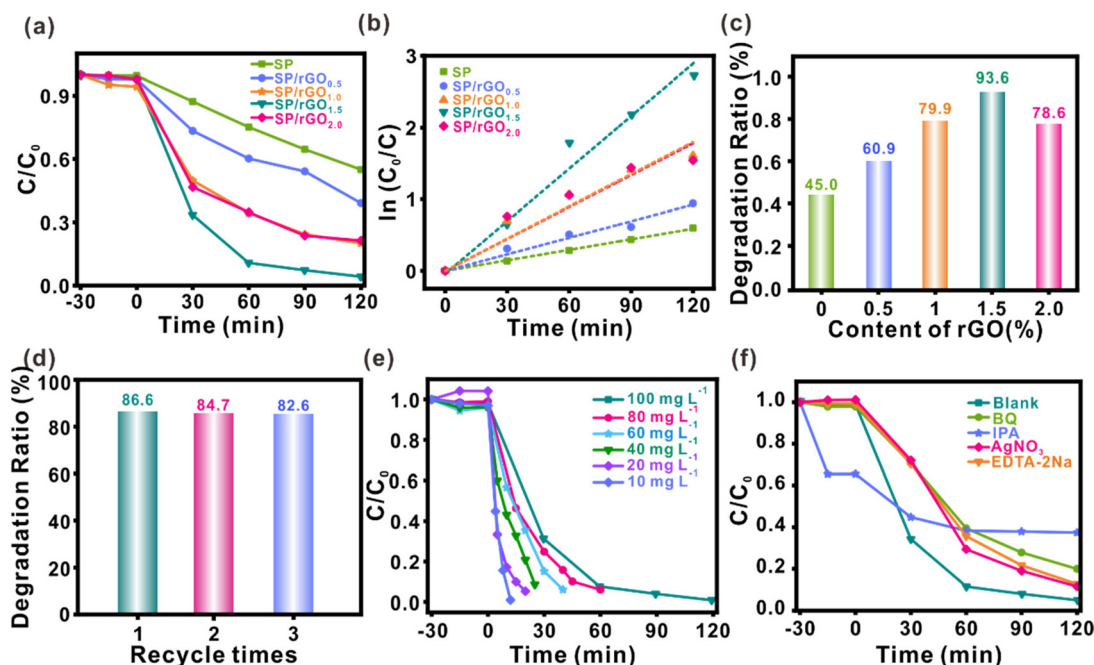 (a)
SP
SP/rGO0.5
SP/rGO1.0
SP/rGO1.5
SP/rGO2.0
C/C0
0.9
0.6
0.3
0.0
-30 0 30 60 90 120
Time (min)
(b)
SP
SP/rGO0.5
SP/rGO1.0
SP/rGO1.5
SP/rGO2.0
ln (C0/C)
3
2
1
0
0 30 60 90 120
Time (min)
(c)
Degradation Ratio (%)
1.0
0.8
0.6
0.4
0.2
0.0
45.0
60.9
79.9
93.6
78.6
0 0.5 1 1.5 2.0
Content of rGO(%)
(d)
Degradation Ratio (%)
100
80
60
40
20
0
86.6
84.7
82.6
1 2 3
Recycle times
(e)
100 mg L-1
80 mg L-1
60 mg L-1
40 mg L-1
20 mg L-1
10 mg L-1
C/C0
1.0
0.8
0.6
0.4
0.2
0.0
-30 0 30 60 90 120
Time (min)
(f)
Blank
BQ
IPA
AgNO3
EDTA-2Na
C/C0
1.0
0.8
0.6
0.4
0.2
0.0
-30 0 30 60 90 120
Time (min)